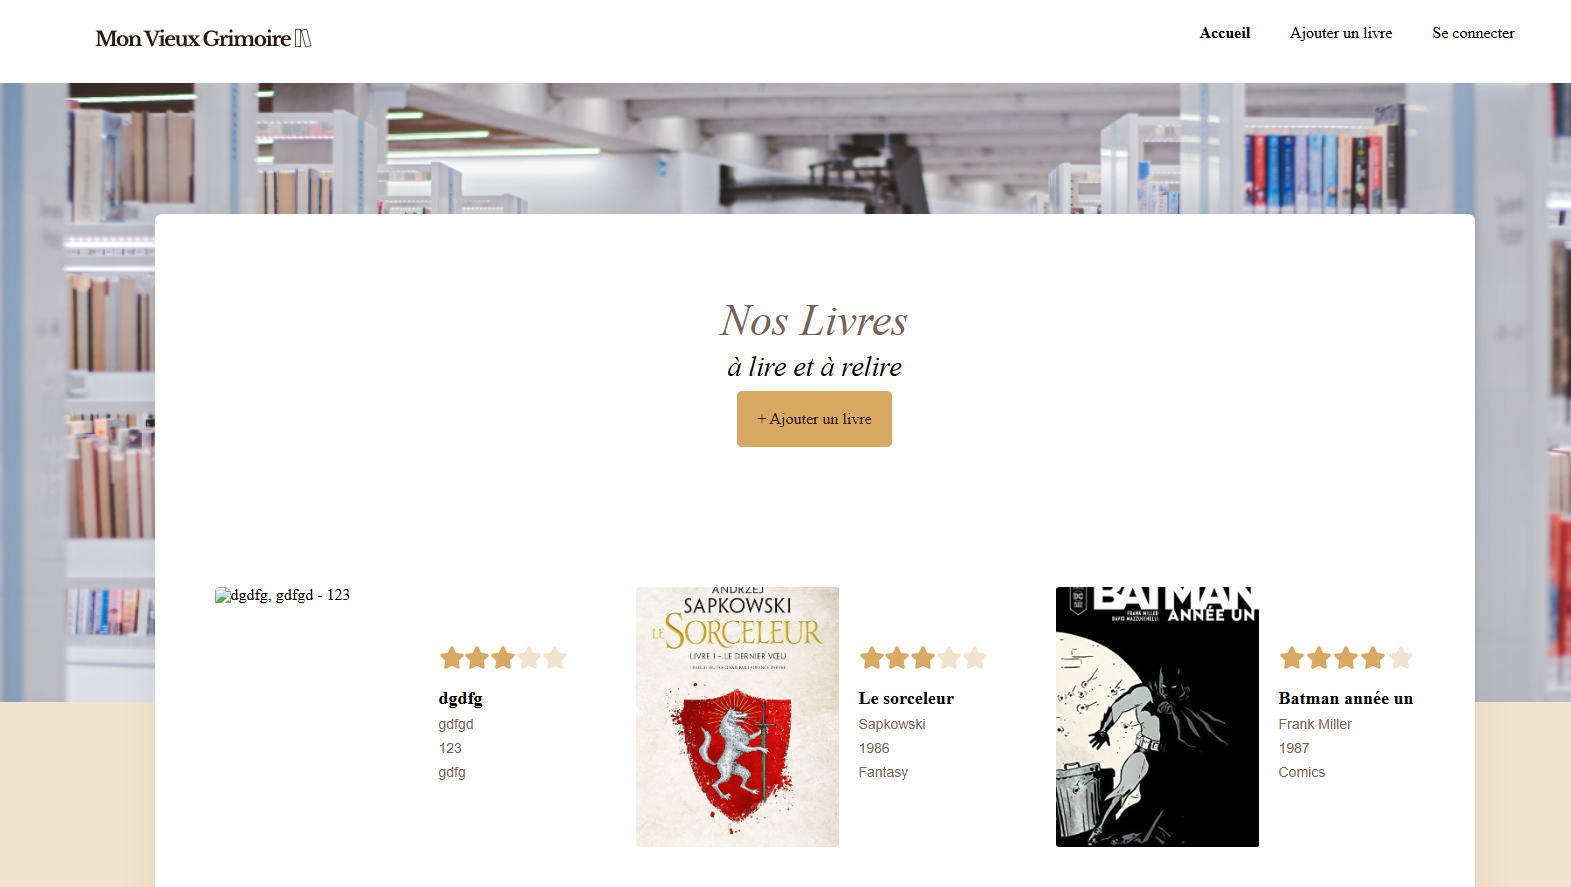 Mon Vieux Grimoire
Accueil
Ajouter un livre
Se connecter
Nos Livres
à lire et à relire
+ Ajouter un livre
dgdfg, gdfgd - 123
dgdfg
gdfgd
123
gdfg
ANDRZEJ
SAPKOWSKI
LE SORCELEUR
LIVRE I – LE DERNIER VŒU
Le sorceleur
Sapkowski
1986
Fantasy
DC
BATMAN
FRANK MILLER
DAVID MAZZUCCHELLI
ANNÉE UN
Batman année un
Frank Miller
1987
Comics